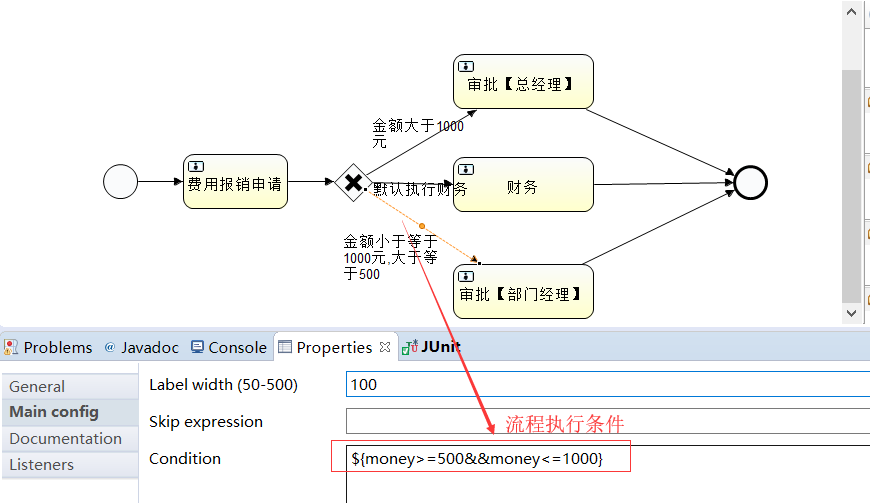 审批【总经理】
金额大于1000
元
费用报销申请
默认执行财务
财务
金额小于等于
1000元,大于等
于500
审批【部门经理】
Problems
@ Javadoc
Console
Properties
JUnit
General
Main config
Documentation
Listeners
Label width (50-500)
100
Skip expression
流程执行条件
Condition
${money>=500&&money<=1000}